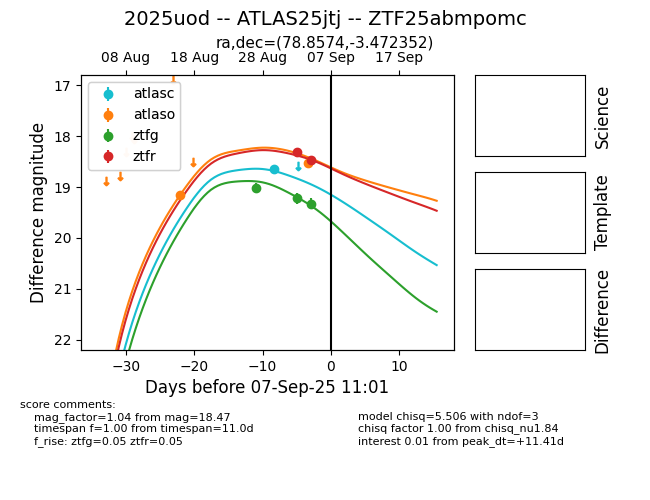 2025uod -- ATLAS25jtj -- ZTF25abmpomc
ra,dec=(78.8574,-3.472352)
08 Aug 18 Aug 28 Aug 07 Sep 17 Sep
17
18
19
20
21
22
Difference magnitude
atlasc
atlaso
ztfg
ztfr
−30 −20 −10 0 10
Days before 07-Sep-25 11:01
Science
Template
Difference
score comments:
mag_factor=1.04 from mag=18.47
timespan f=1.00 from timespan=11.0d
f_rise: ztfg=0.05 ztfr=0.05
model chisq=5.506 with ndof=3
chisq factor 1.00 from chisq_nu1.84
interest 0.01 from peak_dt=+11.41d